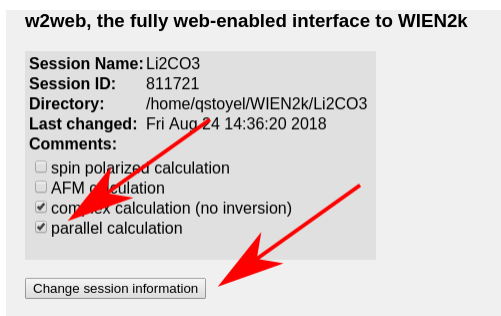 w2web, the fully web-enabled interface to WIEN2k
Session Name: Li2CO3
Session ID: 811721
Directory: /home/qstoyel/WIEN2k/Li2CO3
Last changed: Fri Aug 24 14:36:20 2018
Comments:
spin polarized calculation
AFM calculation
complex calculation (no inversion)
parallel calculation
Change session information